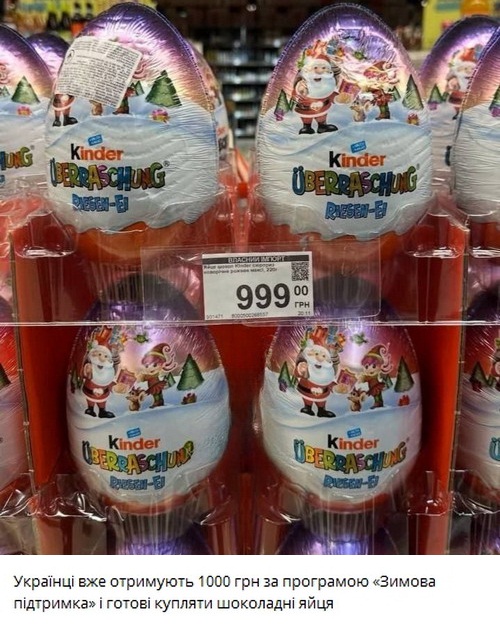 Kinder
ÜBERRASCHUNG
RIESEN-EI
Kinder
ÜBERRASCHUNG
RIESEN-EI
ВЛАСНИЙ ІМПОРТ
999 00
ГРН
Kinder
ÜBERRASCHUNG
RIESEN-EI
Kinder
ÜBERRASCHUNG
RIESEN-EI
Українці вже отримують 1000 грн за програмою «Зимова
підтримка» і готові купляти шоколадні яйця